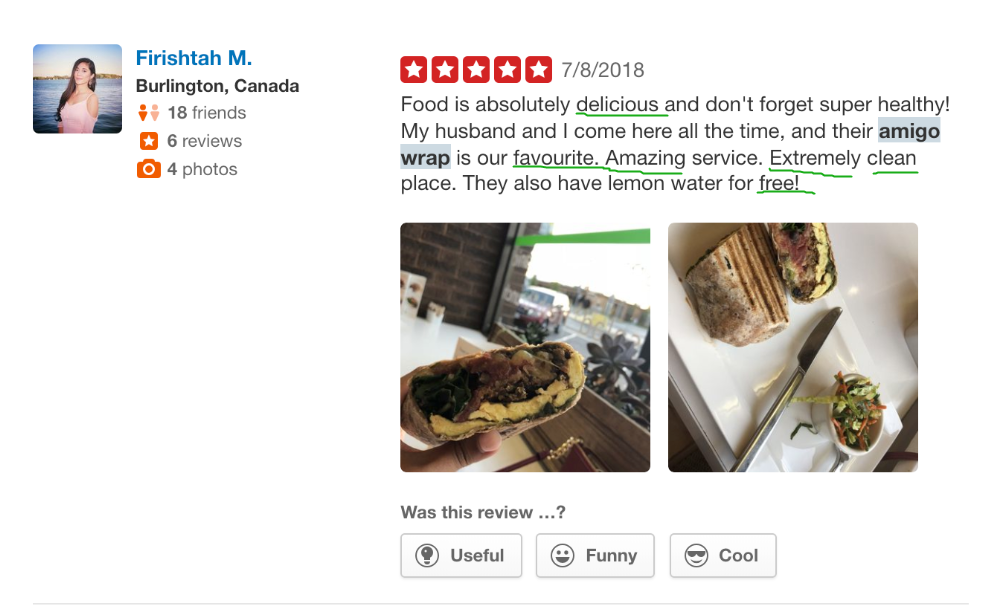 Firishtah M.
Burlington, Canada
18 friends
6 reviews
4 photos
7/8/2018
Food is absolutely delicious and don't forget super healthy!
My husband and I come here all the time, and their amigo
wrap is our favourite. Amazing service. Extremely clean
place. They also have lemon water for free!
Was this review ...?
Useful
Funny
Cool